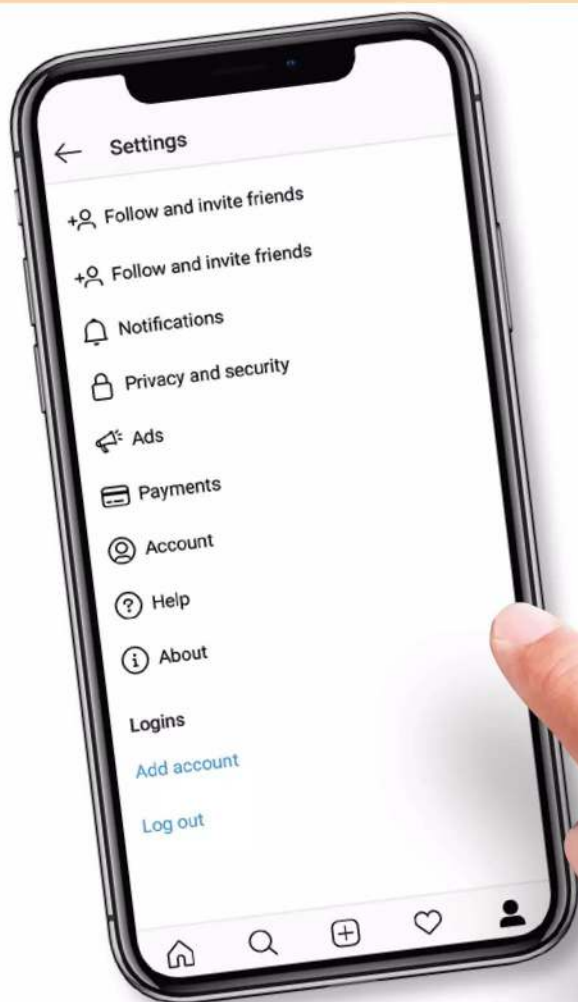 Settings
Follow and invite friends
Follow and invite friends
Notifications
Privacy and security
Ads
Payments
Account
Help
About
Logins
Add account
Log out